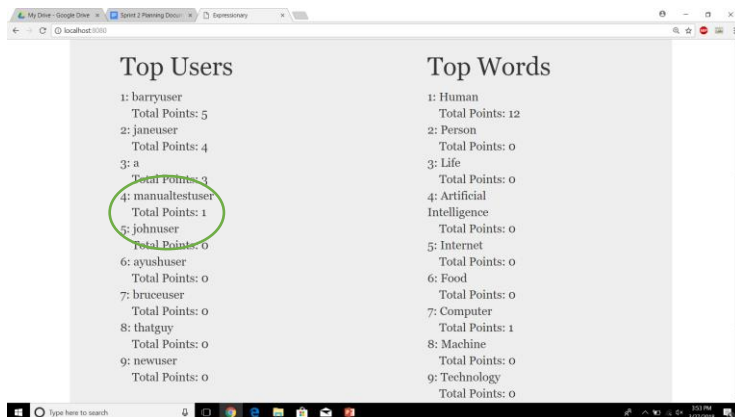 My Drive - Google Drive
Sprint 2 Planning Docum
Expressionary
localhost:8080
Top Users
1: barryuser
Total Points: 5
2: janeuser
Total Points: 4
3: a
Total Points: 3
4: manualtestuser
Total Points: 1
5: johnuser
Total Points: 0
6: ayushuser
Total Points: 0
7: bruceuser
Total Points: 0
8: thatguy
Total Points: 0
9: newuser
Total Points: 0
Top Words
1: Human
Total Points: 12
2: Person
Total Points: 0
3: Life
Total Points: 0
4: Artificial
Intelligence
Total Points: 0
5: Internet
Total Points: 0
6: Food
Total Points: 0
7: Computer
Total Points: 1
8: Machine
Total Points: 0
9: Technology
Total Points: 0
Type here to search
3:53 PM